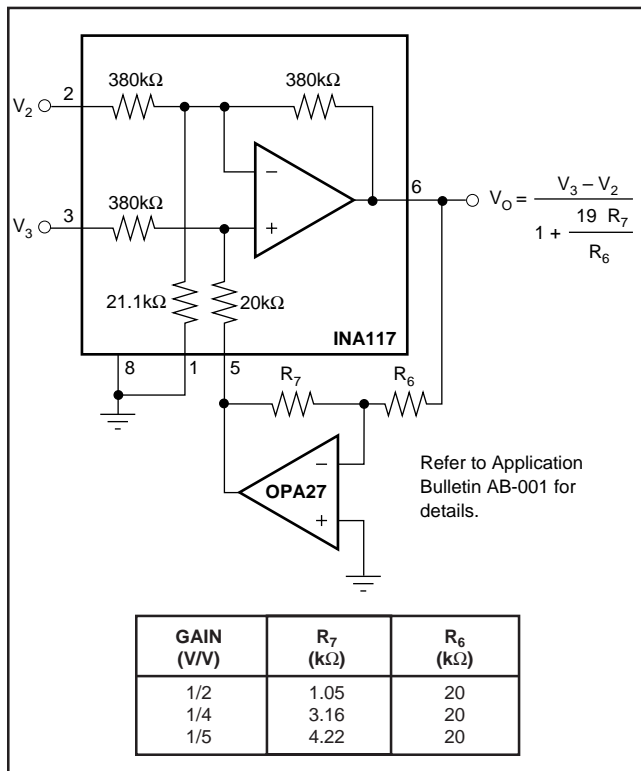 380kΩ 380kΩ
V2 2
6
VO = V3 – V2
1 + 19 R7
R6
380kΩ
V3 3
21.1kΩ 20kΩ
INA117
8 1 5
R7 R6
OPA27
Refer to Application
Bulletin AB-001 for
details.
GAIN R7 R6
(V/V) (kΩ) (kΩ)
1/2 1.05 20
1/4 3.16 20
1/5 4.22 20